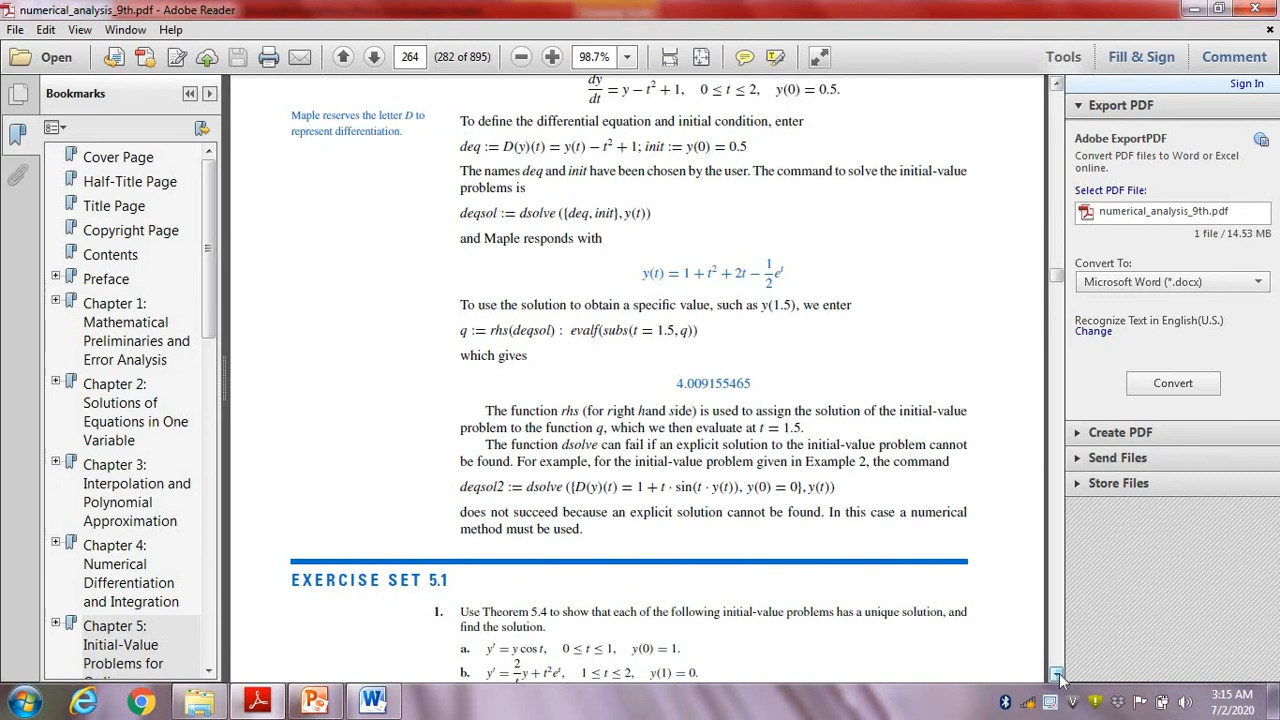 numerical_analysis_9th.pdf - Adobe Reader
File Edit View Window Help
Open 264 (282 of 895) 98.7% Tools Fill & Sign Comment
Bookmarks
Cover Page
Half-Title Page
Title Page
Copyright Page
Contents
Preface
Chapter 1:
Mathematical
Preliminaries and
Error Analysis
Chapter 2:
Solutions of
Equations in One
Variable
Chapter 3:
Interpolation and
Polynomial
Approximation
Chapter 4:
Numerical
Differentiation
and Integration
Chapter 5:
Initial-Value
Problems for
dy/dt = y − t² + 1, 0 ≤ t ≤ 2, y(0) = 0.5.
Maple reserves the letter D to
represent differentiation.
To define the differential equation and initial condition, enter
deq := D(y)(t) = y(t) − t² + 1; init := y(0) = 0.5
The names deq and init have been chosen by the user. The command to solve the initial-value
problems is
deqsol := dsolve ({deq, init}, y(t))
and Maple responds with
y(t) = 1 + t² + 2t − 1/2 eᵗ
To use the solution to obtain a specific value, such as y(1.5), we enter
q := rhs(deqsol) : evalf(subs(t = 1.5, q))
which gives
4.009155465
The function rhs (for right hand side) is used to assign the solution of the initial-value
problem to the function q, which we then evaluate at t = 1.5.
The function dsolve can fail if an explicit solution to the initial-value problem cannot
be found. For example, for the initial-value problem given in Example 2, the command
deqsol2 := dsolve ({D(y)(t) = 1 + t · sin(t · y(t)), y(0) = 0}, y(t))
does not succeed because an explicit solution cannot be found. In this case a numerical
method must be used.
EXERCISE SET 5.1
1. Use Theorem 5.4 to show that each of the following initial-value problems has a unique solution, and
find the solution.
a. y′ = y cos t, 0 ≤ t ≤ 1, y(0) = 1.
b. y′ = 2/t y + t²eᵗ, 1 ≤ t ≤ 2, y(1) = 0.
Sign In
Export PDF
Adobe ExportPDF
Convert PDF files to Word or Excel
online.
Select PDF File:
numerical_analysis_9th.pdf
1 file / 14.53 MB
Convert To:
Microsoft Word (*.docx)
Recognize Text in English(U.S.)
Change
Convert
Create PDF
Send Files
Store Files
3:15 AM
7/2/2020